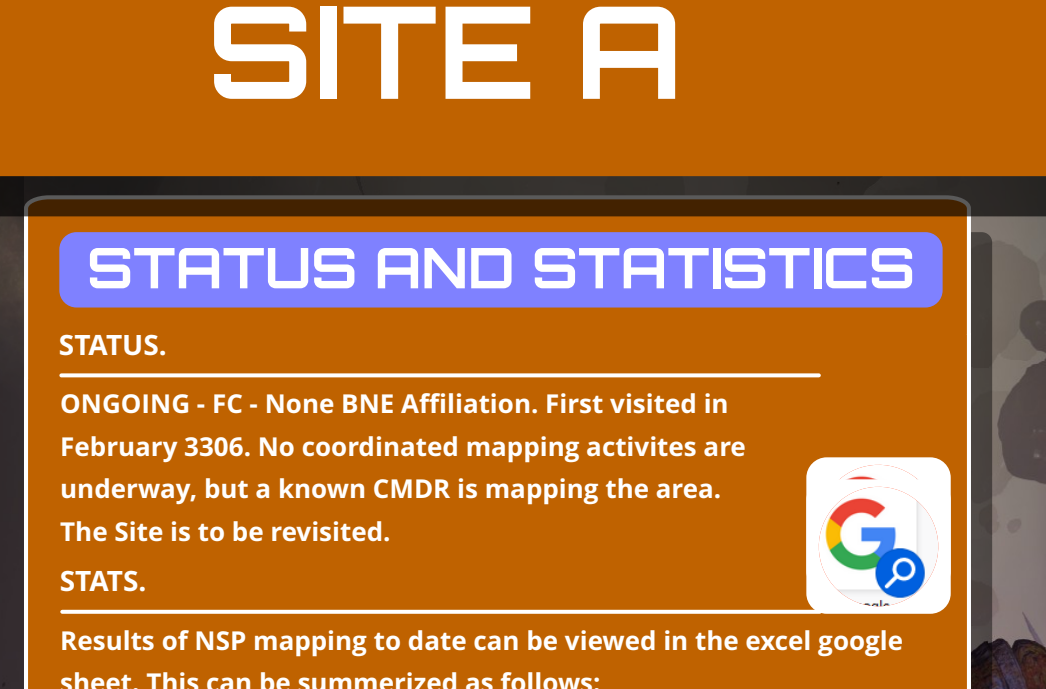 SITE A
STATUS AND STATISTICS
STATUS.
ONGOING - FC - None BNE Affiliation. First visited in
February 3306. No coordinated mapping activites are
underway, but a known CMDR is mapping the area.
The Site is to be revisited.
STATS.
Results of NSP mapping to date can be viewed in the excel google
sheet. This can be summerized as follows: